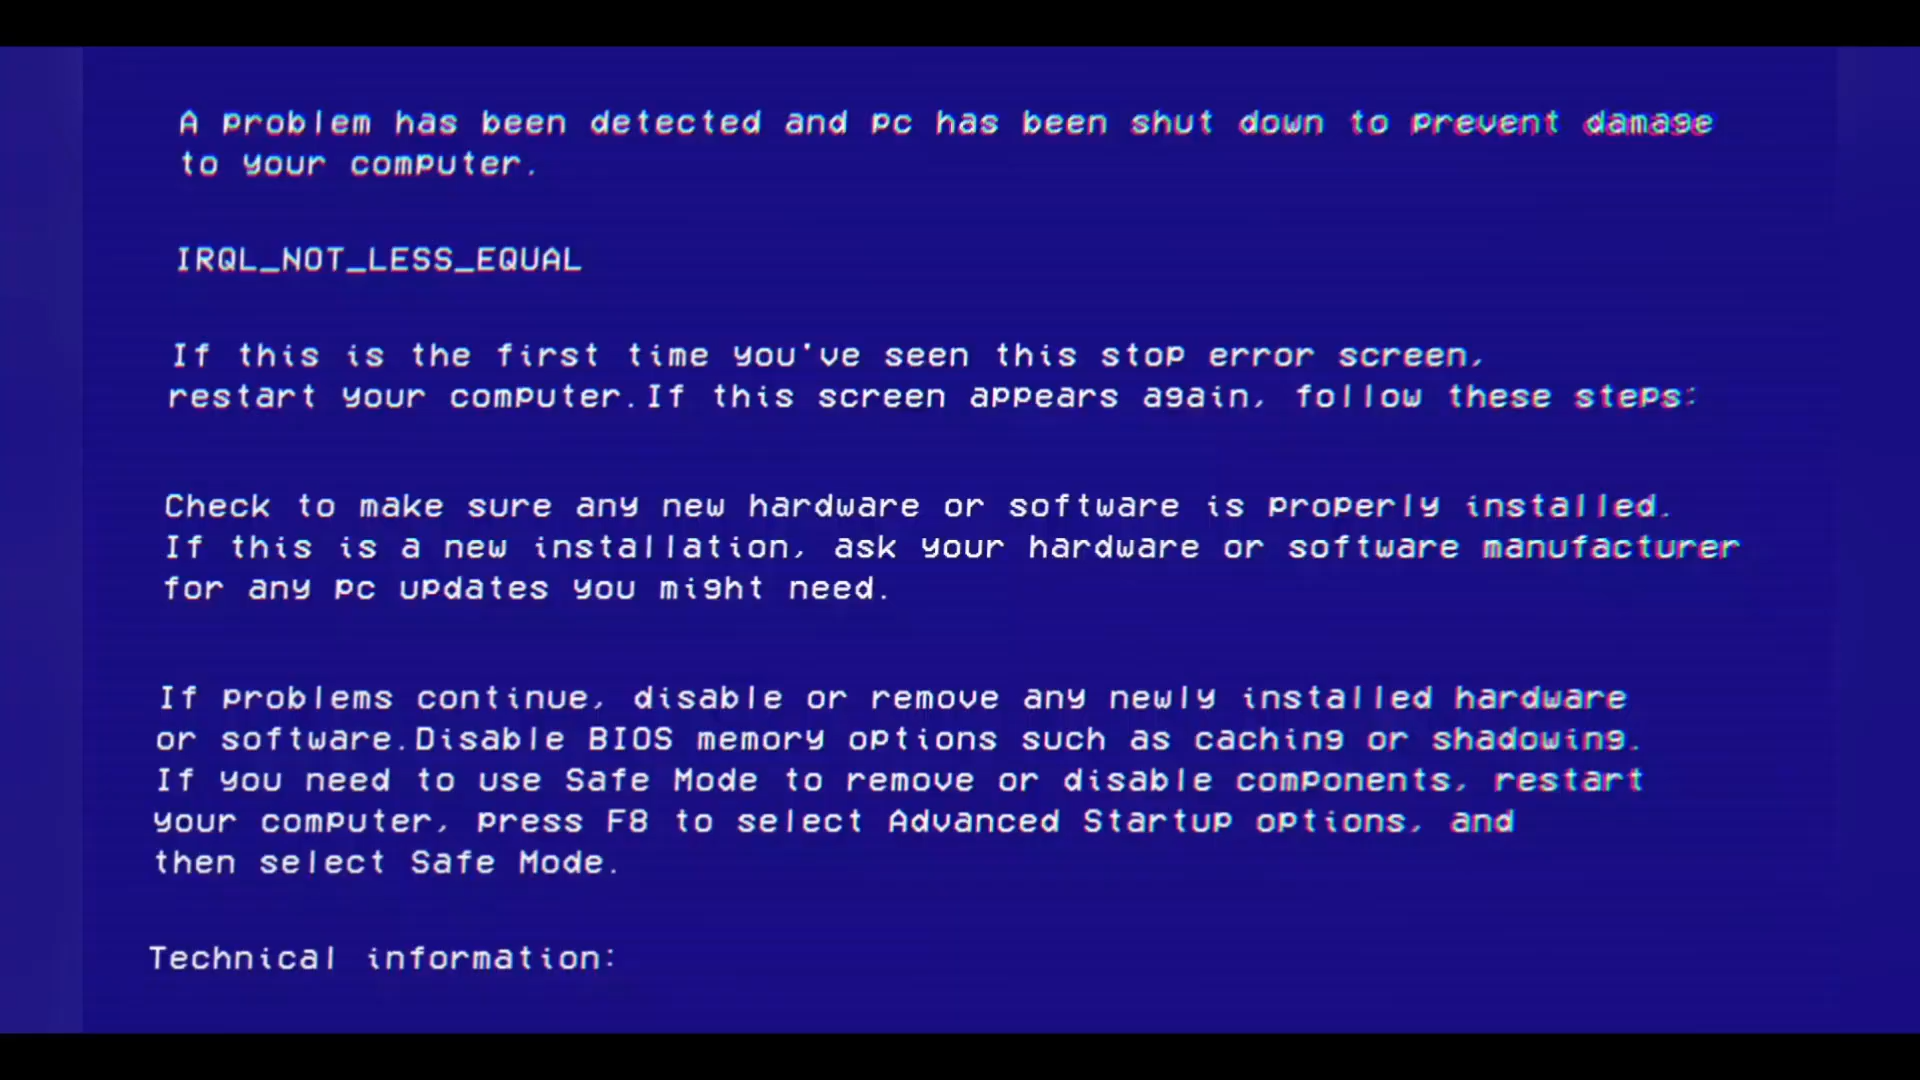 A problem has been detected and pc has been shut down to prevent damage
to your computer.
IRQL_NOT_LESS_EQUAL
If this is the first time you've seen this stop error screen,
restart your computer.If this screen appears again, follow these steps:
Check to make sure any new hardware or software is properly installed.
If this is a new installation, ask your hardware or software manufacturer
for any pc updates you might need.
If problems continue, disable or remove any newly installed hardware
or software.Disable BIOS memory options such as caching or shadowing.
If you need to use Safe Mode to remove or disable components, restart
your computer, press F8 to select Advanced Startup options, and
then select Safe Mode.
Technical information: